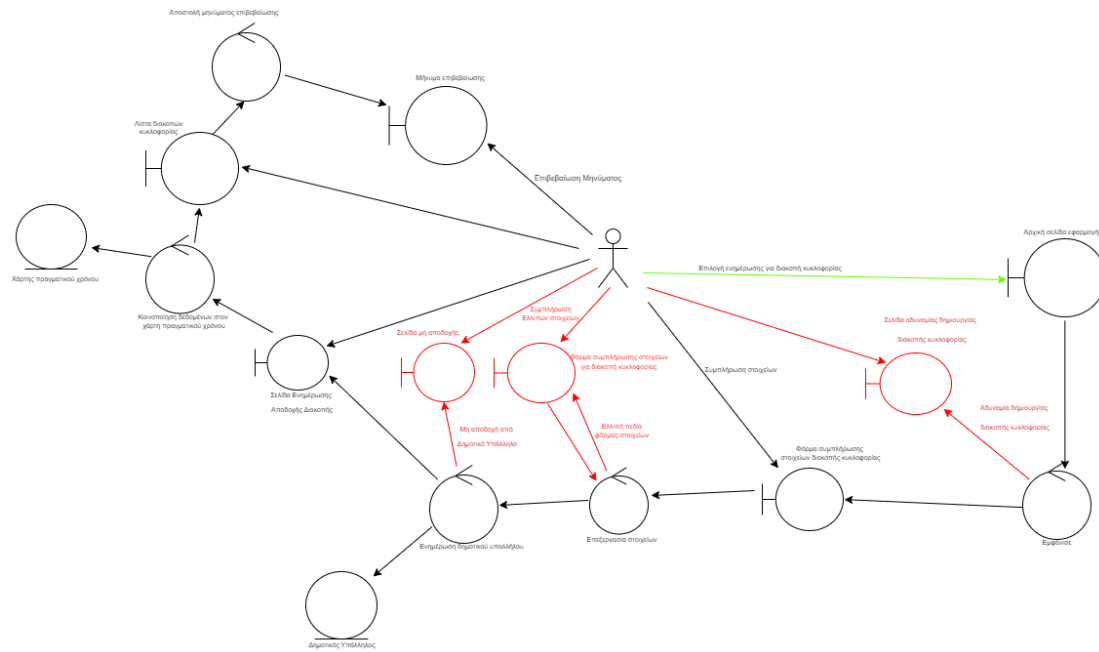 Αποστολή μηνύματος επιβεβαίωσης
Μήνυμα επιβεβαίωσης
Λίστα διακοπών
κυκλοφορίας
Επιβεβαίωση Μηνύματος
Αρχική σελίδα εφαρμογής
Επιλογή ενημέρωσης για διακοπή κυκλοφορίας
Χάρτης πραγματικού χρόνου
Κοινοποίηση δεδομένων στον
χάρτη πραγματικού χρόνου
Συμπλήρωση
Ελλιπών στοιχείων
Σελίδα μη αποδοχής
Σελίδα αδυναμίας δημιουργίας
διακοπής κυκλοφορίας
Φόρμα συμπλήρωσης στοιχείων
για διακοπή κυκλοφορίας
Συμπλήρωση στοιχείων
Σελίδα Ενημέρωσης
Αποδοχής Διακοπής
Μη αποδοχή από
Δημοτικό Υπάλληλο
Ελλιπή πεδία
φόρμας στοιχείων
Αδυναμία δημιουργίας
διακοπής κυκλοφορίας
Φόρμα συμπλήρωσης
στοιχείων διακοπής κυκλοφορίας
Ενημέρωση δημοτικού υπαλλήλου
Επεξεργασία στοιχείων
Εμφάνισε
Δημοτικός Υπάλληλος